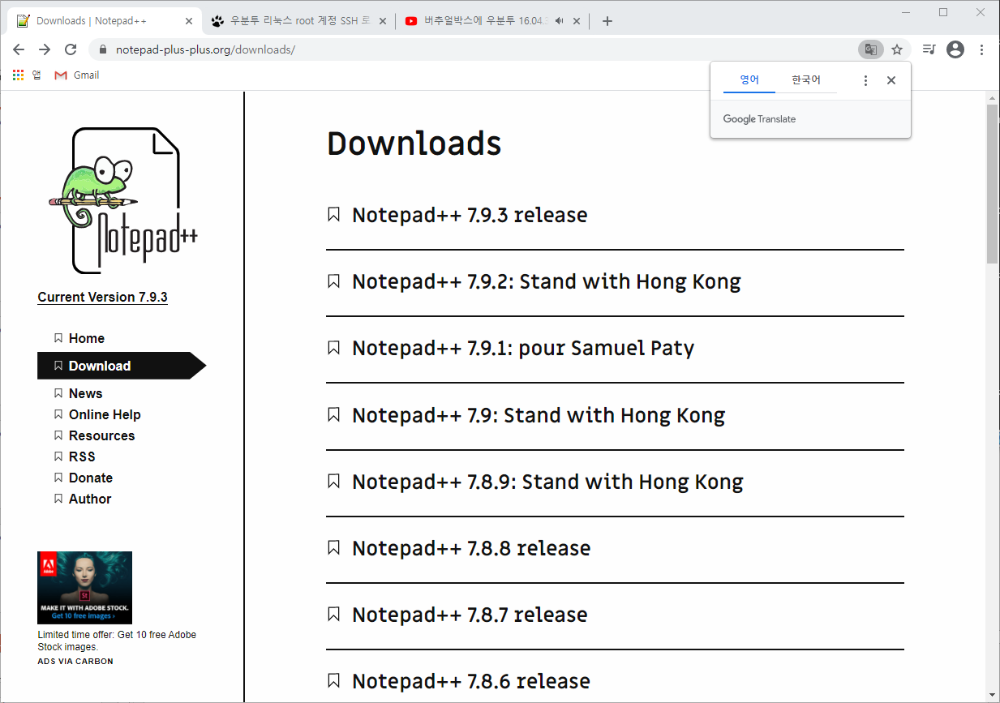 Downloads | Notepad++
우분투 리눅스 root 계정 SSH 로
버추얼박스에 우분투 16.04.
notepad-plus-plus.org/downloads/
앱
Gmail
영어
한국어
Google Translate
Notepad++
Current Version 7.9.3
Home
Download
News
Online Help
Resources
RSS
Donate
Author
Adobe
St
MAKE IT WITH ADOBE STOCK.
Get 10 free images ›
Limited time offer: Get 10 free Adobe
Stock images.
ADS VIA CARBON
Downloads
Notepad++ 7.9.3 release
Notepad++ 7.9.2: Stand with Hong Kong
Notepad++ 7.9.1: pour Samuel Paty
Notepad++ 7.9: Stand with Hong Kong
Notepad++ 7.8.9: Stand with Hong Kong
Notepad++ 7.8.8 release
Notepad++ 7.8.7 release
Notepad++ 7.8.6 release